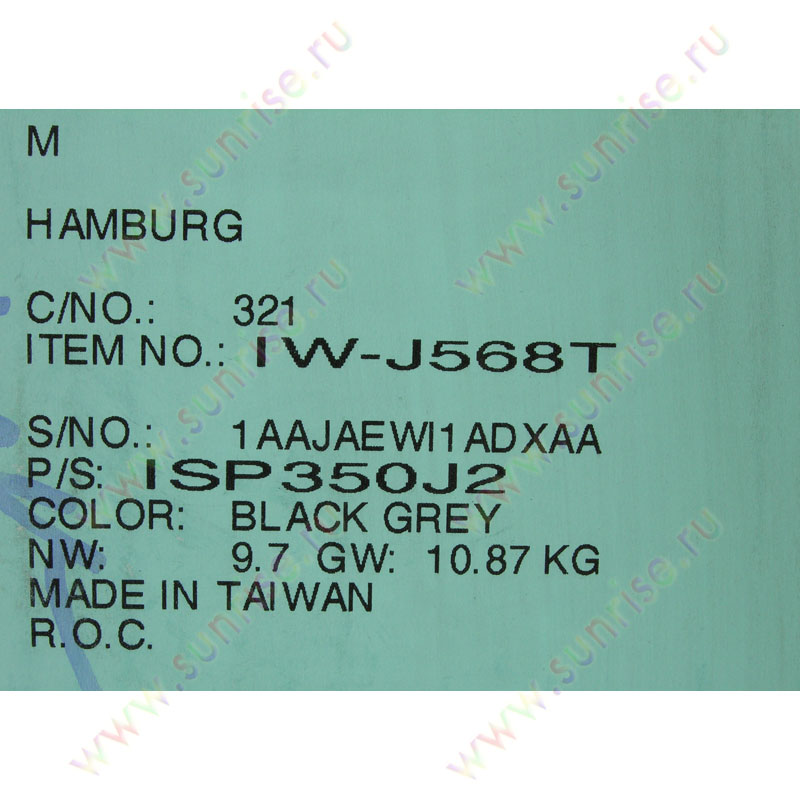 www.sunrise.ru
www.sunrise.ru
M
HAMBURG
C/NO.: 321
ITEM NO.: IW-J568T
S/NO.: 1AAJAEWI1ADXAA
P/S: ISP350J2
COLOR: BLACK GREY
NW: 9.7 GW: 10.87 KG
MADE IN TAIWAN
R.O.C.
www.sunrise.ru
www.sunrise.ru
www.sunrise.ru
www.sunrise.ru